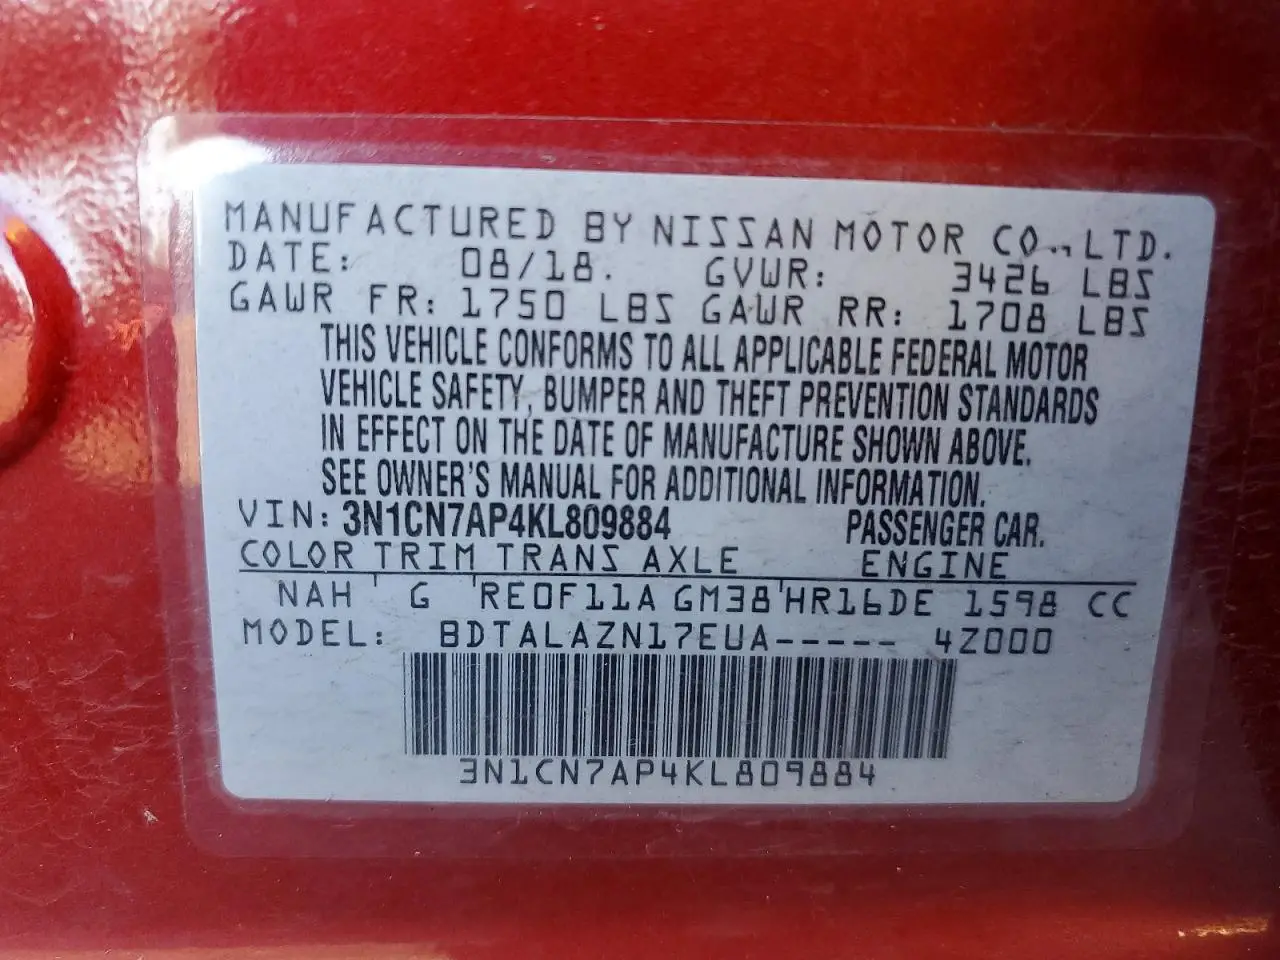 MANUFACTURED BY NISSAN MOTOR CO., LTD.
DATE: 08/18. GVWR: 3426 LBS
GAWR FR: 1750 LBS GAWR RR: 1708 LBS
THIS VEHICLE CONFORMS TO ALL APPLICABLE FEDERAL MOTOR
VEHICLE SAFETY, BUMPER AND THEFT PREVENTION STANDARDS
IN EFFECT ON THE DATE OF MANUFACTURE SHOWN ABOVE.
SEE OWNER'S MANUAL FOR ADDITIONAL INFORMATION.
VIN: 3N1CN7AP4KL809884 PASSENGER CAR.
COLOR TRIM TRANS AXLE ENGINE
NAH ' G 'RE0F11A GM38'HR16DE 1598 CC
MODEL: BDTALAZN17EUA----- 4Z000
3N1CN7AP4KL809884